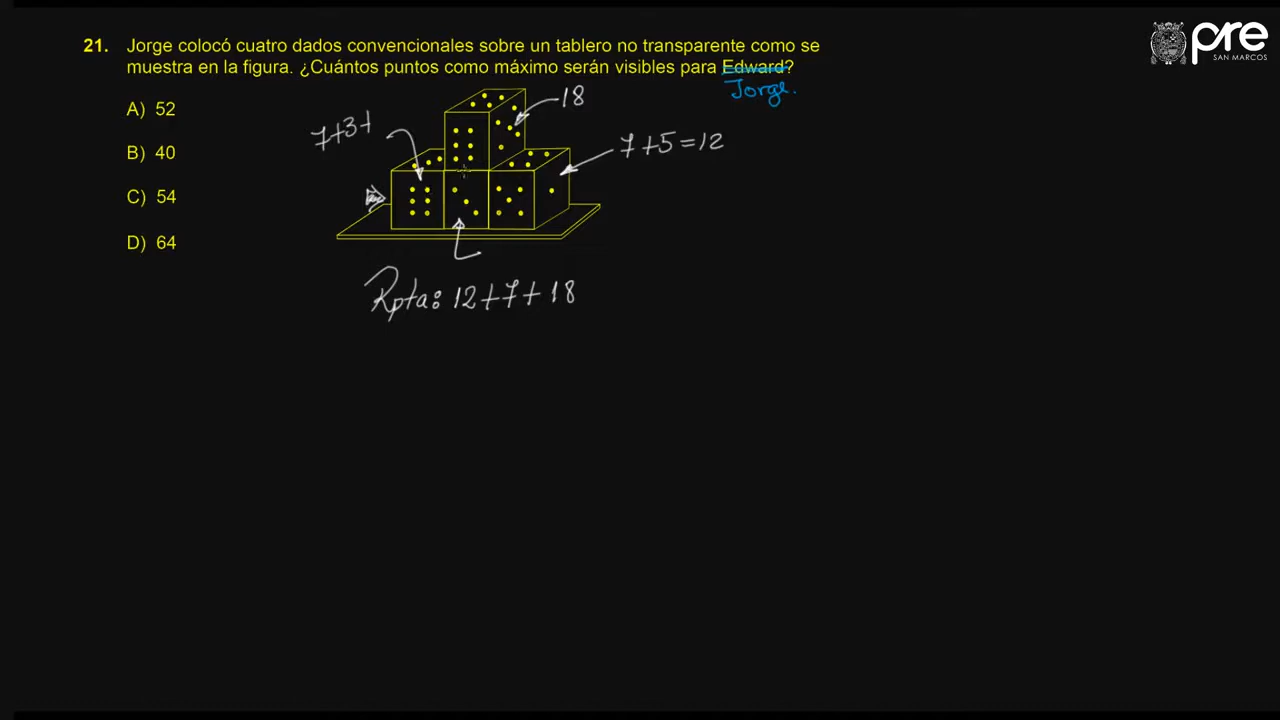 21. Jorge colocó cuatro dados convencionales sobre un tablero no transparente como se
muestra en la figura. ¿Cuántos puntos como máximo serán visibles para Edward?
Jorge.
A) 52
B) 40
C) 54
D) 64
18
7+3+
7+5=12
Rpta: 12+7+18
pre
SAN MARCOS